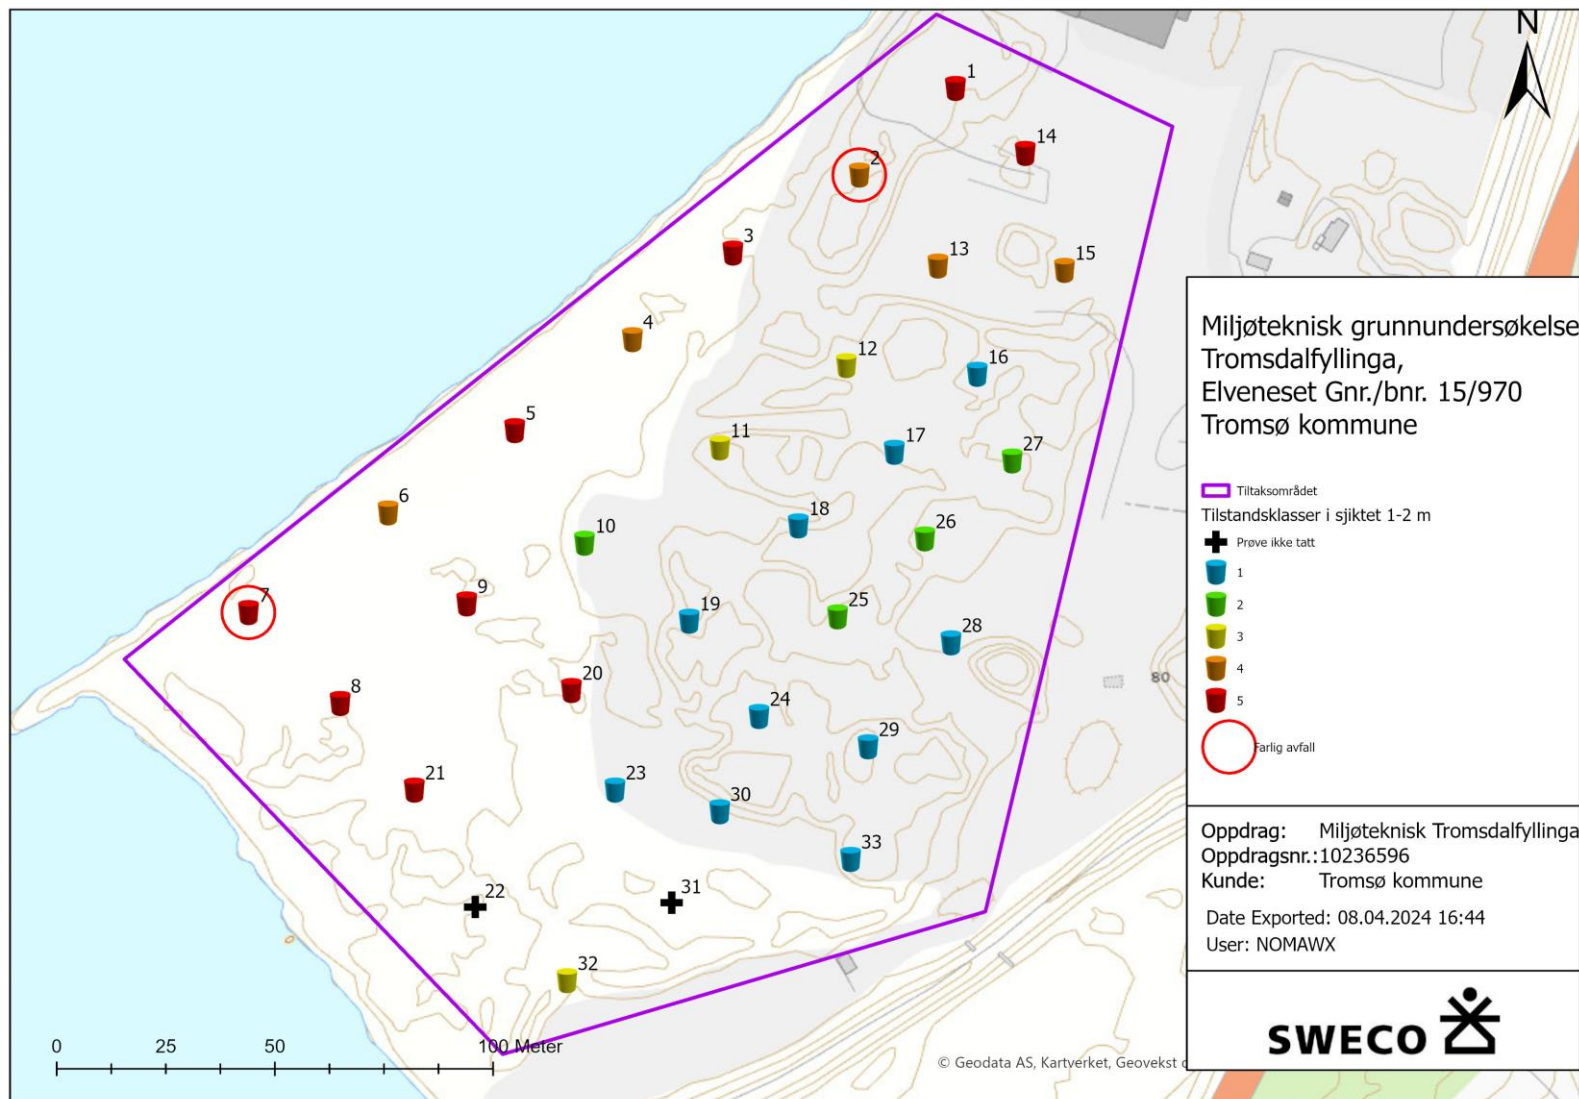 N
1
14
2
3
13
15
4
12
16
5
11
17
27
6
10
18
26
7
9
19
25
28
8
20
24
29
21
23
30
33
22
31
32
80
Miljøteknisk grunnundersøkelse
Tromsdalfyllinga,
Elveneset Gnr./bnr. 15/970
Tromsø kommune
Tiltaksområdet
Tilstandsklasser i sjiktet 1-2 m
Prøve ikke tatt
1
2
3
4
5
Farlig avfall
Oppdrag: Miljøteknisk Tromsdalfyllinga
Oppdragsnr.: 10236596
Kunde: Tromsø kommune
Date Exported: 08.04.2024 16:44
User: NOMAWX
SWECO
0 25 50 100 Meter
© Geodata AS, Kartverket, Geovekst